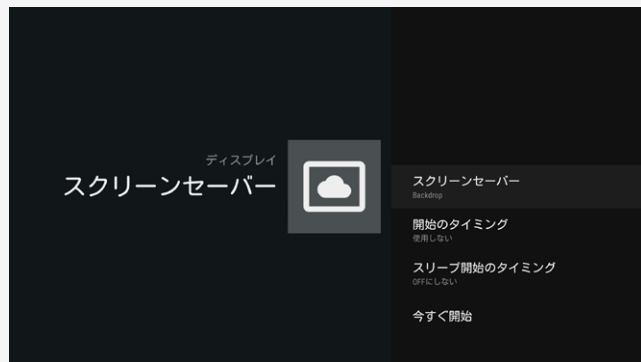 ディスプレイ
スクリーンセーバー
スクリーンセーバー
Backdrop
開始のタイミング
使用しない
スリープ開始のタイミング
OFFにしない
今すぐ開始